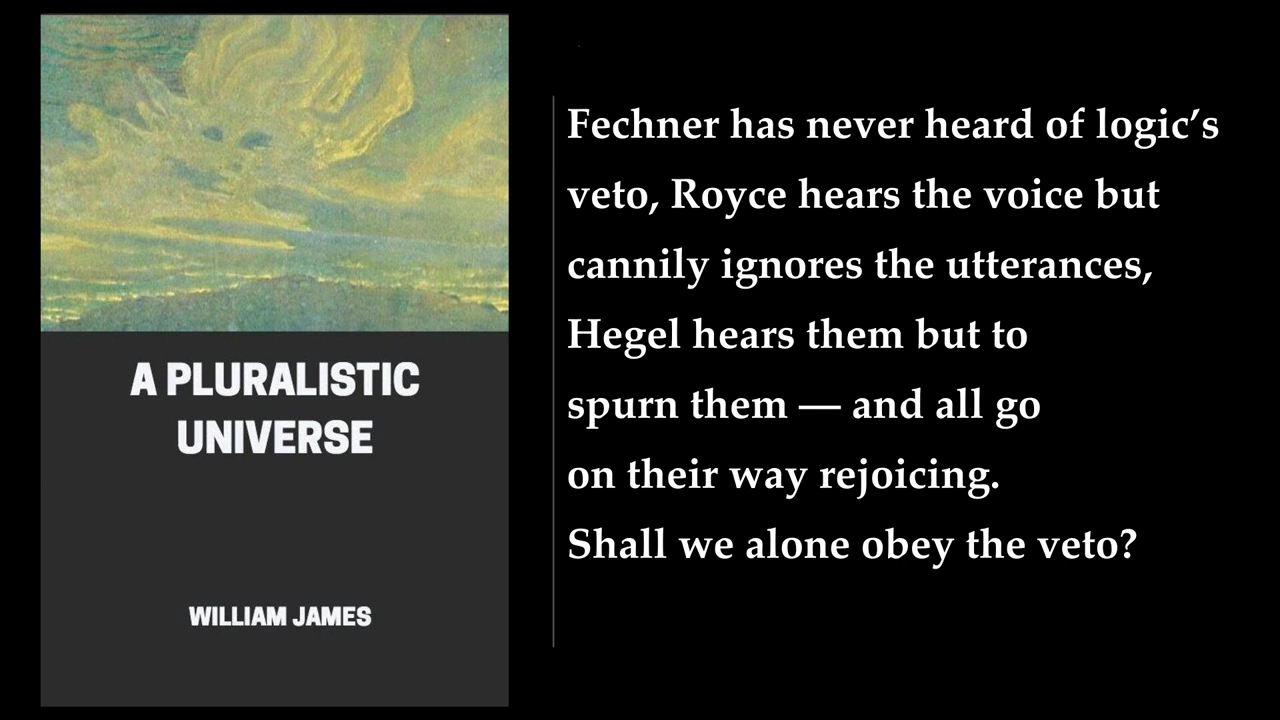 A PLURALISTIC
UNIVERSE
WILLIAM JAMES
Fechner has never heard of logic’s
veto, Royce hears the voice but
cannily ignores the utterances,
Hegel hears them but to
spurn them — and all go
on their way rejoicing.
Shall we alone obey the veto?